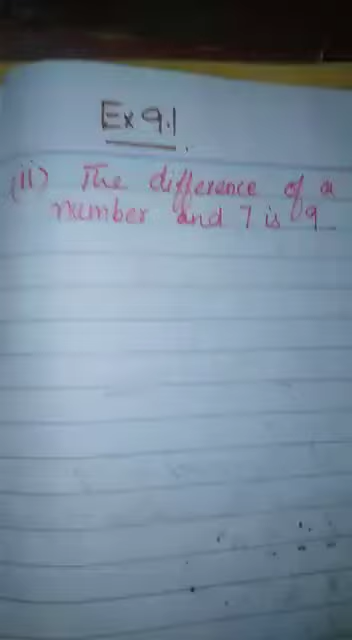 Ex 9.1
(ii) The difference of a
number and 7 is 9